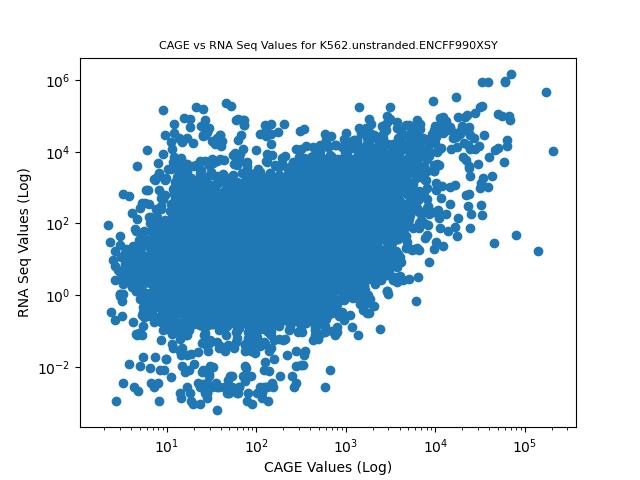 CAGE vs RNA Seq Values for K562.unstranded.ENCFF990XSY
RNA Seq Values (Log)
10⁶
10⁴
10²
10⁰
10⁻²
10¹ 10² 10³ 10⁴ 10⁵
CAGE Values (Log)